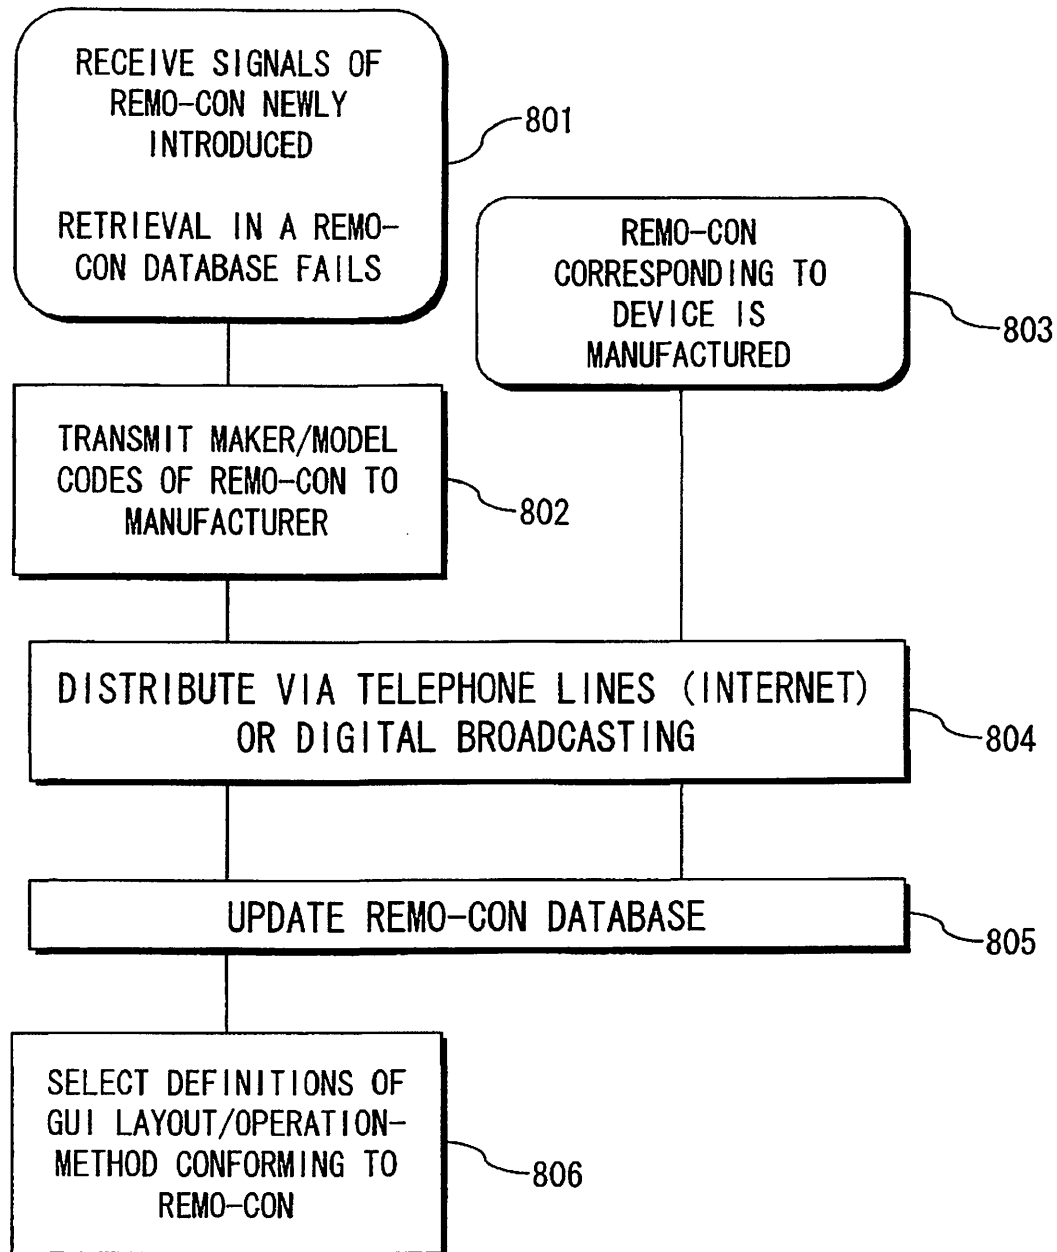 RECEIVE SIGNALS OF
REMO-CON NEWLY
INTRODUCED
RETRIEVAL IN A REMO-
CON DATABASE FAILS
801
REMO-CON
CORRESPONDING TO
DEVICE IS
MANUFACTURED
803
TRANSMIT MAKER/MODEL
CODES OF REMO-CON TO
MANUFACTURER
802
DISTRIBUTE VIA TELEPHONE LINES (INTERNET)
OR DIGITAL BROADCASTING
804
UPDATE REMO-CON DATABASE
805
SELECT DEFINITIONS OF
GUI LAYOUT/OPERATION-
METHOD CONFORMING TO
REMO-CON
806